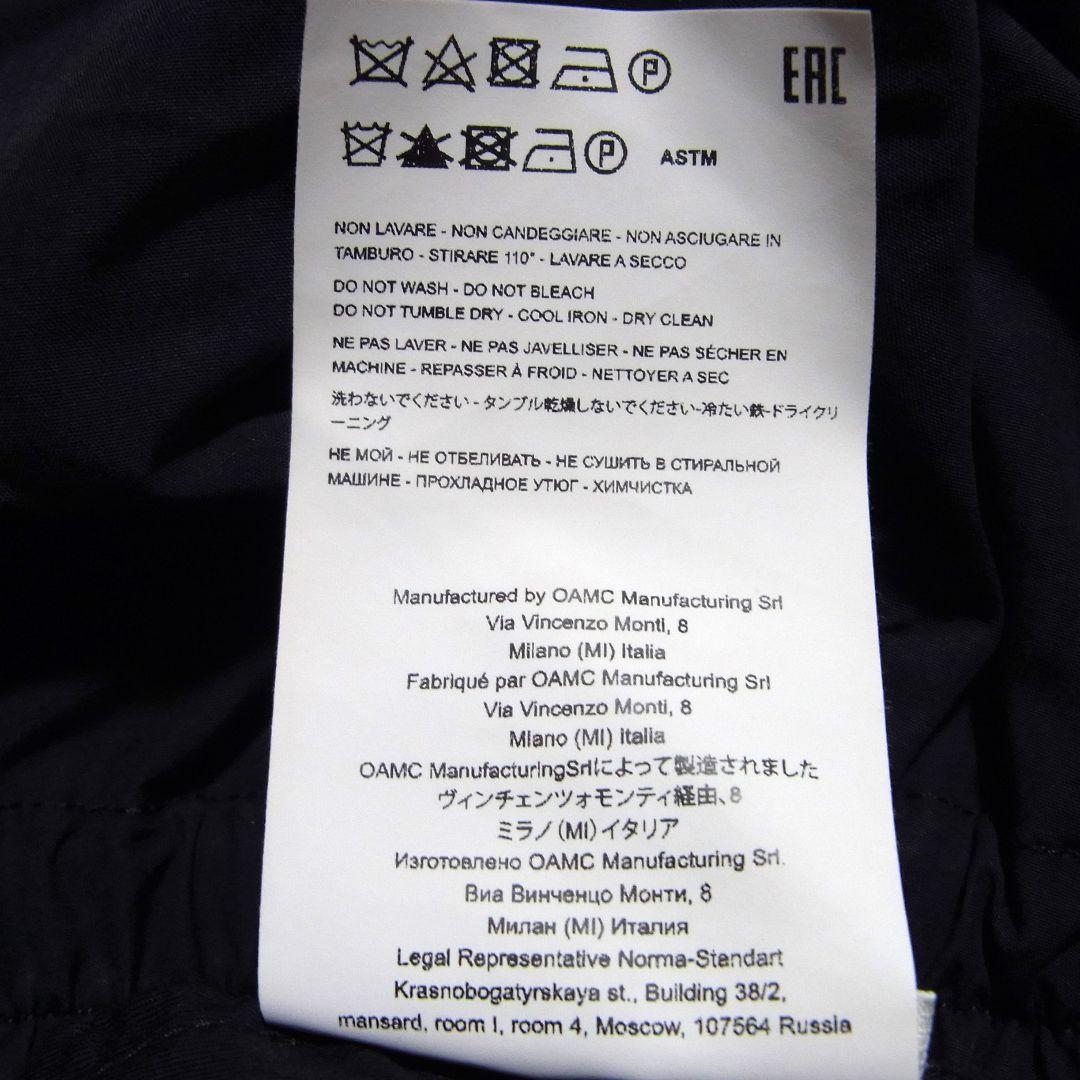 EAC
P
P ASTM
NON LAVARE - NON CANDEGGIARE - NON ASCIUGARE IN
TAMBURO - STIRARE 110° - LAVARE A SECCO
DO NOT WASH - DO NOT BLEACH
DO NOT TUMBLE DRY - COOL IRON - DRY CLEAN
NE PAS LAVER - NE PAS JAVELLISER - NE PAS SÉCHER EN
MACHINE - REPASSER À FROID - NETTOYER A SEC
洗わないでください - タンブル乾燥しないでください-冷たい鉄-ドライクリ
ーニング
НЕ МОЙ - НЕ ОТБЕЛИВАТЬ - НЕ СУШИТЬ В СТИРАЛЬНОЙ
МАШИНЕ - ПРОХЛАДНОЕ УТЮГ - ХИМЧИСТКА
Manufactured by OAMC Manufacturing Srl
Via Vincenzo Monti, 8
Milano (MI) Italia
Fabriqué par OAMC Manufacturing Srl
Via Vincenzo Monti, 8
Mlano (MI) Italia
OAMC ManufacturingSrlによって製造されました
ヴィンチェンツォモンティ経由、8
ミラノ(MI)イタリア
Изготовлено OAMC Manufacturing Srl.
Виа Винченцо Монти, 8
Милан (MI) Италия
Legal Representative Norma-Standart
Krasnobogatyrskaya st., Building 38/2,
mansard, room I, room 4, Moscow, 107564 Russia